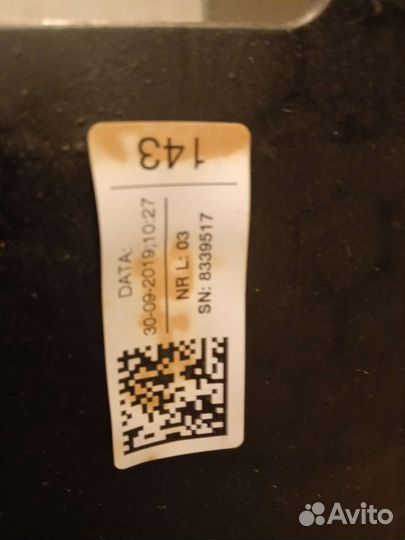 143
DATA:
30-09-2019,10:27
NR L: 03
SN: 8339517
Avito